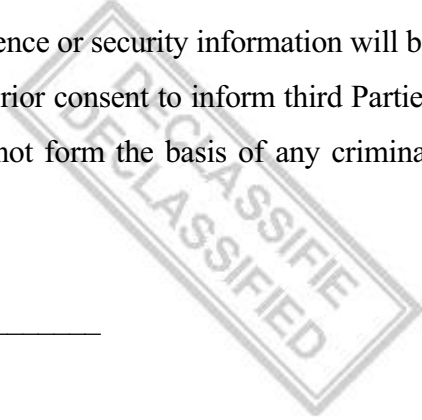 ence or security information will b
rior consent to inform third Partie
not form the basis of any crimina
DECLASSIFIE
DECLASSIFIED